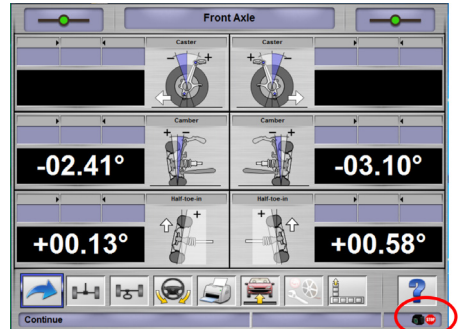 Front Axle
Caster Caster
Camber Camber
-02.41° -03.10°
Half-toe-in Half-toe-in
+00.13° +00.58°
?
Continue STOP